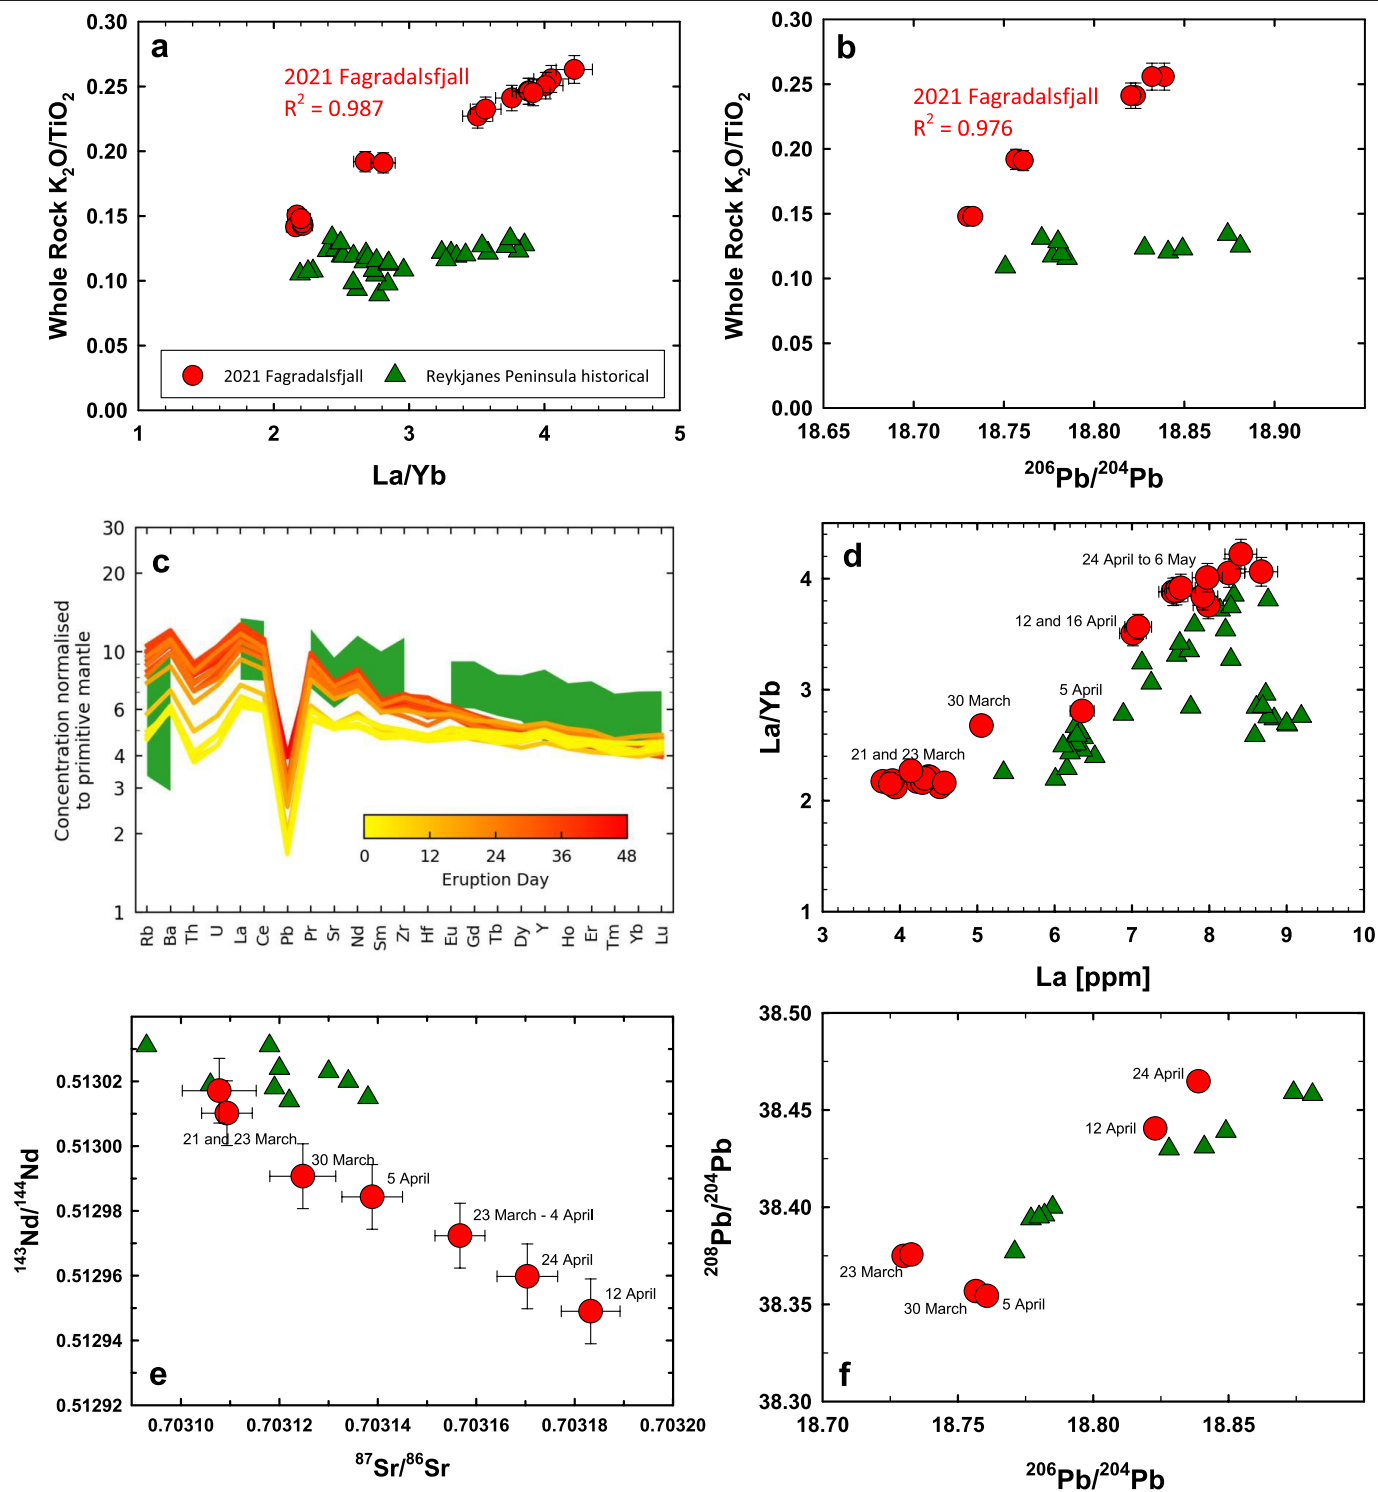 a
2021 Fagradalsfjall
R² = 0.987
Whole Rock K₂O/TiO₂
0.30
0.25
0.20
0.15
0.10
0.05
0.00
2021 Fagradalsfjall
Reykjanes Peninsula historical
1 2 3 4 5
La/Yb
b
2021 Fagradalsfjall
R² = 0.976
Whole Rock K₂O/TiO₂
0.30
0.25
0.20
0.15
0.10
0.05
0.00
18.65 18.70 18.75 18.80 18.85 18.90
²⁰⁶Pb/²⁰⁴Pb
c
Concentration normalised
to primitive mantle
30
20
10
6
4
3
2
1
0 12 24 36 48
Eruption Day
Rb Ba Th U La Ce Pb Pr Sr Nd Sm Zr Hf Eu Gd Tb Dy Y Ho Er Tm Yb Lu
d
24 April to 6 May
12 and 16 April
5 April
30 March
21 and 23 March
La/Yb
4
3
2
1
3 4 5 6 7 8 9 10
La [ppm]
e
21 and 23 March
30 March
5 April
23 March - 4 April
24 April
12 April
¹⁴³Nd/¹⁴⁴Nd
0.51302
0.51300
0.51298
0.51296
0.51294
0.51292
0.70310 0.70312 0.70314 0.70316 0.70318 0.70320
⁸⁷Sr/⁸⁶Sr
f
24 April
12 April
23 March
30 March
5 April
²⁰⁸Pb/²⁰⁴Pb
38.50
38.45
38.40
38.35
38.30
18.70 18.75 18.80 18.85
²⁰⁶Pb/²⁰⁴Pb